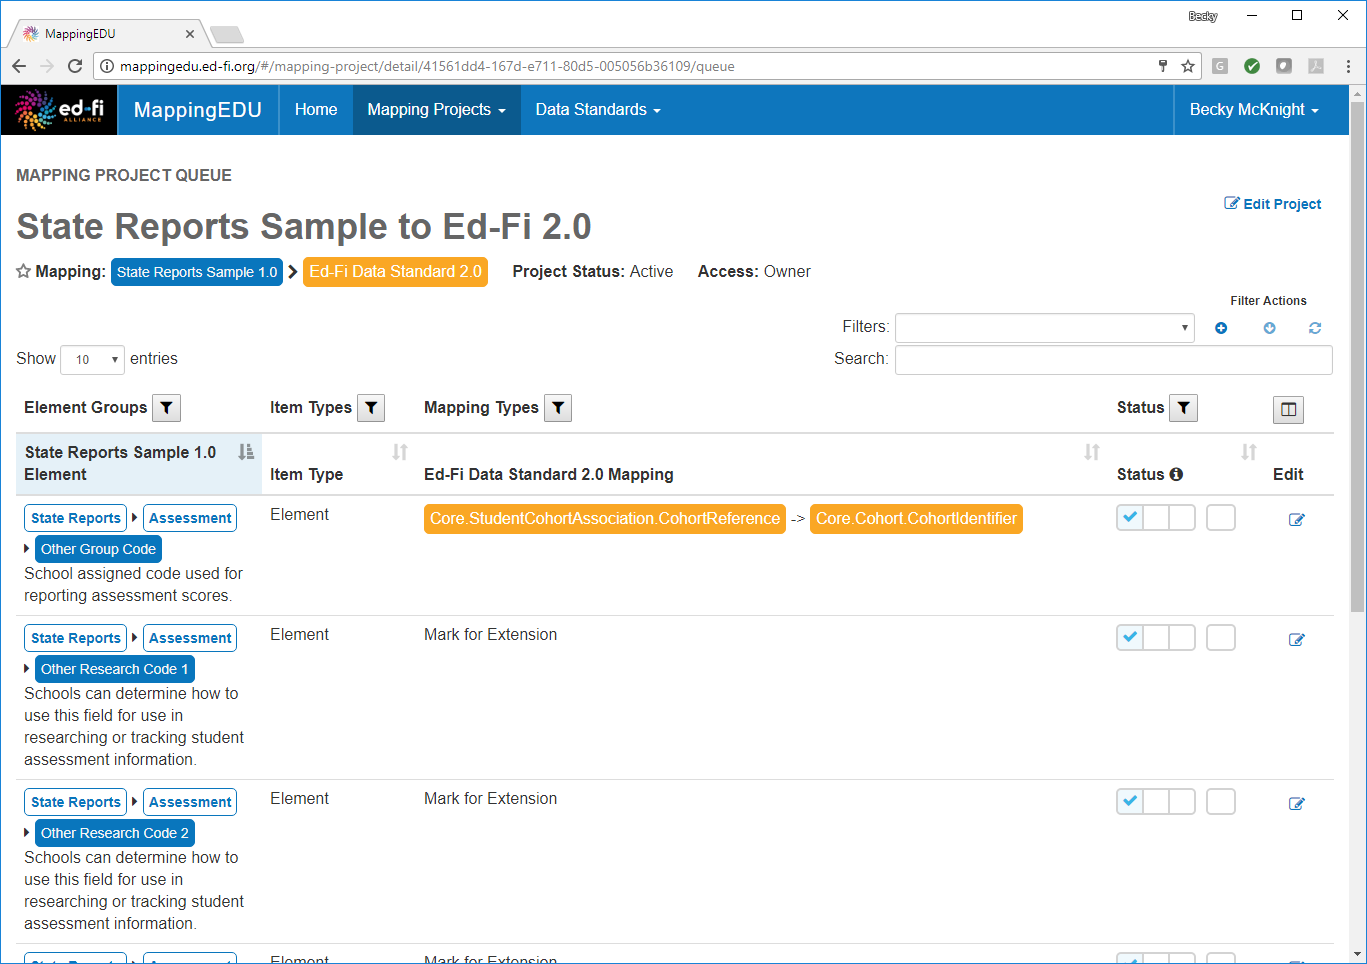 Becky
MappingEDU
mappingedu.ed-fi.org/#/mapping-project/detail/41561dd4-167d-e711-80d5-005056b36109/queue
ed-fi
ALLIANCE
MappingEDU
Home
Mapping Projects
Data Standards
Becky McKnight
MAPPING PROJECT QUEUE
Edit Project
State Reports Sample to Ed-Fi 2.0
Mapping: State Reports Sample 1.0 Ed-Fi Data Standard 2.0 Project Status: Active Access: Owner
Filter Actions
Filters:
Show 10 entries
Search:
Element Groups Item Types Mapping Types Status
State Reports Sample 1.0
Element Item Type Ed-Fi Data Standard 2.0 Mapping Status Edit
State Reports Assessment Element Core.StudentCohortAssociation.CohortReference -> Core.Cohort.CohortIdentifier
Other Group Code
School assigned code used for
reporting assessment scores.
State Reports Assessment Element Mark for Extension
Other Research Code 1
Schools can determine how to
use this field for use in
researching or tracking student
assessment information.
State Reports Assessment Element Mark for Extension
Other Research Code 2
Schools can determine how to
use this field for use in
researching or tracking student
assessment information.
State Reports Assessment Element Mark for Extension